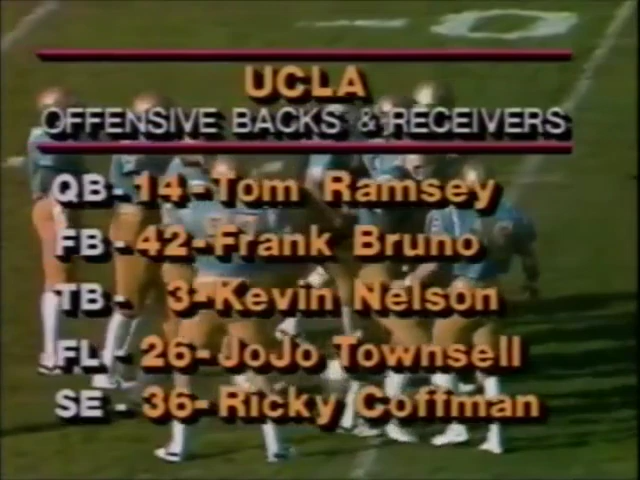 UCLA
OFFENSIVE BACKS & RECEIVERS
QB - 14 - Tom Ramsey
FB - 42 - Frank Bruno
TB - 3 - Kevin Nelson
FL - 26 - JoJo Townsell
SE - 36 - Ricky Coffman